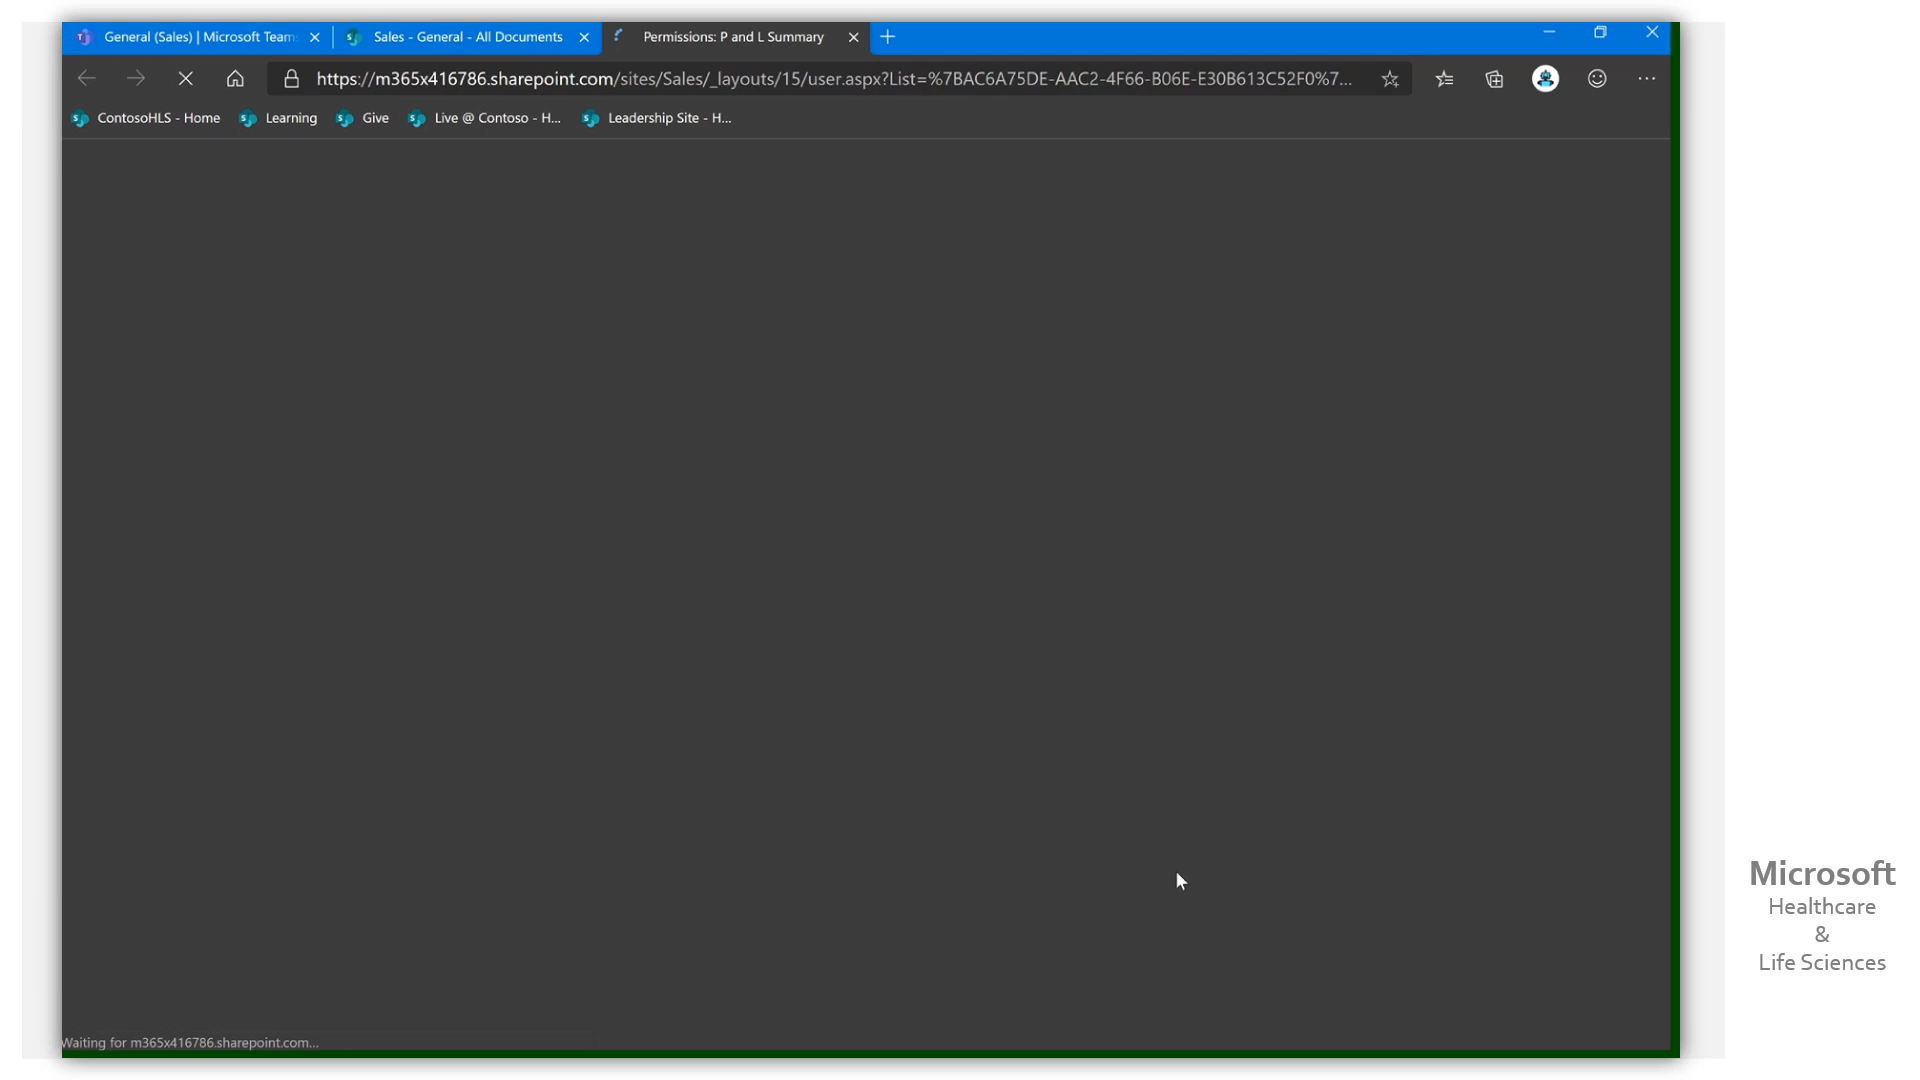 General (Sales) | Microsoft Team
Sales - General - All Documents
Permissions: P and L Summary
https://m365x416786.sharepoint.com/sites/Sales/_layouts/15/user.aspx?List=%7BAC6A75DE-AAC2-4F66-B06E-E30B613C52F0%7...
ContosoHLS - Home
Learning
Give
Live @ Contoso - H...
Leadership Site - H...
Microsoft
Healthcare
&
Life Sciences
Waiting for m365x416786.sharepoint.com...